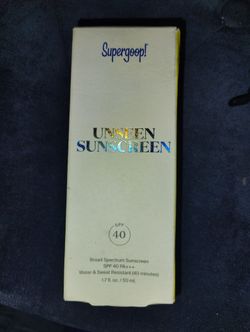 Supergoop!
UNSEEN
SUNSCREEN
SPF
40
Broad Spectrum Sunscreen
SPF 40 PA+++
Water & Sweat Resistant (40 minutes)
1.7 fl. oz. / 50 mL